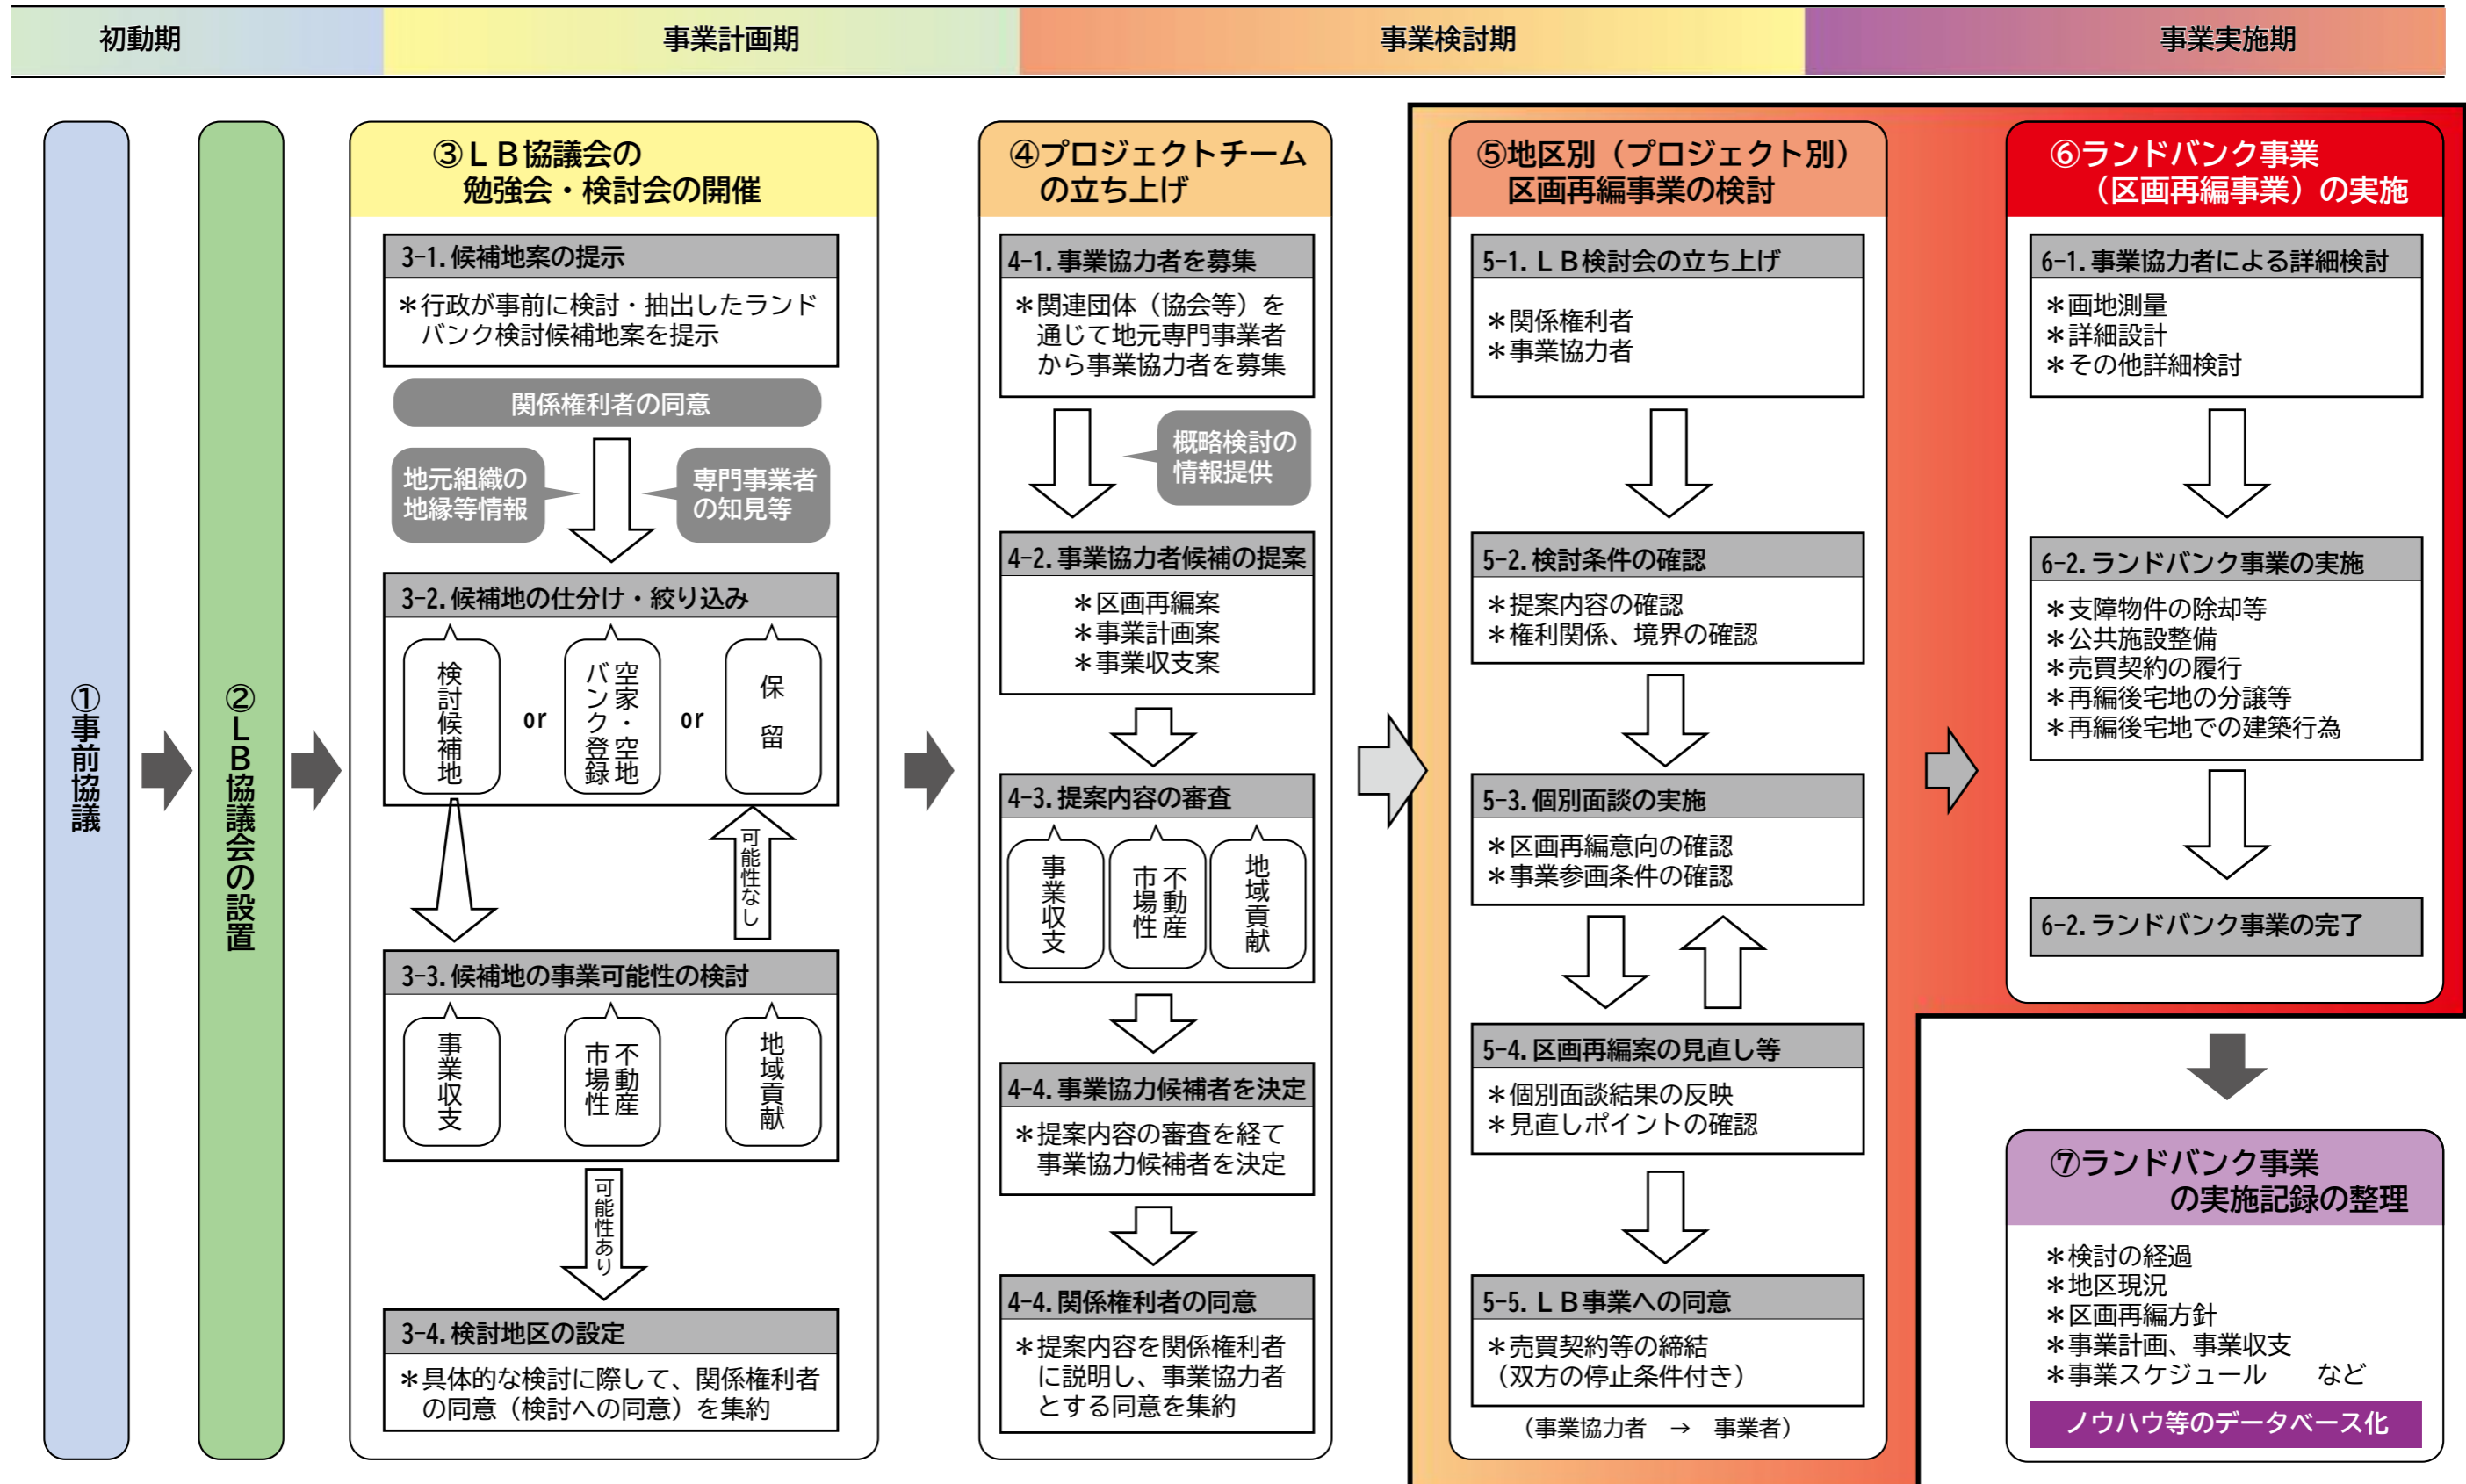 初動期
事業計画期
事業検討期
事業実施期
①事前協議
②LB協議会の設置
③LB協議会の
勉強会・検討会の開催
3-1.候補地案の提示
＊行政が事前に検討・抽出したランド
バンク検討候補地案を提示
関係権利者の同意
地元組織の
地縁等情報
専門事業者
の知見等
3-2.候補地の仕分け・絞り込み
検討候補地
or
空家・空地
バンク登録
or
保留
可能性なし
3-3.候補地の事業可能性の検討
事業収支
不動産
市場性
地域貢献
可能性あり
3-4.検討地区の設定
＊具体的な検討に際して、関係権利者
の同意（検討への同意）を集約
④プロジェクトチーム
の立ち上げ
4-1.事業協力者を募集
＊関連団体（協会等）を
通じて地元専門事業者
から事業協力者を募集
概略検討の
情報提供
4-2.事業協力者候補の提案
＊区画再編案
＊事業計画案
＊事業収支案
4-3.提案内容の審査
事業収支
不動産
市場性
地域貢献
4-4.事業協力候補者を決定
＊提案内容の審査を経て
事業協力候補者を決定
4-4.関係権利者の同意
＊提案内容を関係権利者
に説明し、事業協力者
とする同意を集約
⑤地区別（プロジェクト別）
区画再編事業の検討
5-1.LB検討会の立ち上げ
＊関係権利者
＊事業協力者
5-2.検討条件の確認
＊提案内容の確認
＊権利関係、境界の確認
5-3.個別面談の実施
＊区画再編意向の確認
＊事業参画条件の確認
5-4.区画再編案の見直し等
＊個別面談結果の反映
＊見直しポイントの確認
5-5.LB事業への同意
＊売買契約等の締結
（双方の停止条件付き）
（事業協力者　→　事業者）
⑥ランドバンク事業
（区画再編事業）の実施
6-1.事業協力者による詳細検討
＊画地測量
＊詳細設計
＊その他詳細検討
6-2.ランドバンク事業の実施
＊支障物件の除却等
＊公共施設整備
＊売買契約の履行
＊再編後宅地の分譲等
＊再編後宅地での建築行為
6-2.ランドバンク事業の完了
⑦ランドバンク事業
の実施記録の整理
＊検討の経過
＊地区現況
＊区画再編方針
＊事業計画、事業収支
＊事業スケジュール　　など
ノウハウ等のデータベース化